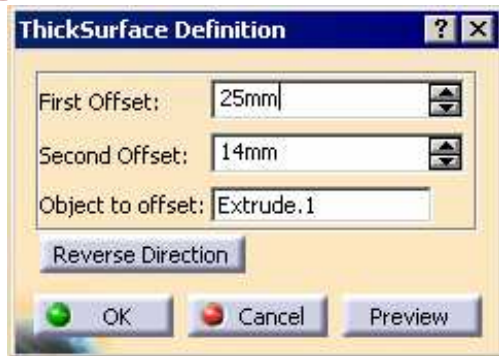 ThickSurface Definition ? X
First Offset: 25mm
Second Offset: 14mm
Object to offset: Extrude.1
Reverse Direction
OK Cancel Preview